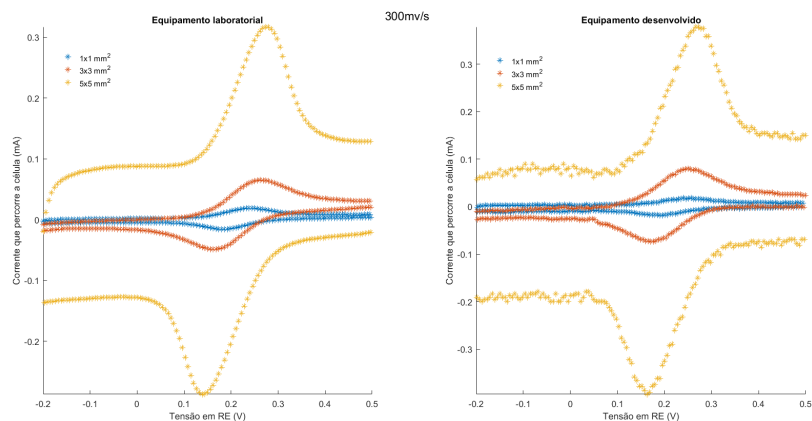 300mv/s
Equipamento laboratorial
1x1 mm²
3x3 mm²
5x5 mm²
Corrente que percorre a célula (mA)
0.3
0.2
0.1
0
-0.1
-0.2
-0.2
-0.1
0
0.1
0.2
0.3
0.4
0.5
Tensão em RE (V)
Equipamento desenvolvido
1x1 mm²
3x3 mm²
5x5 mm²
Corrente que percorre a célula (mA)
0.3
0.2
0.1
0
-0.1
-0.2
-0.3
-0.2
-0.1
0
0.1
0.2
0.3
0.4
0.5
Tensão em RE (V)